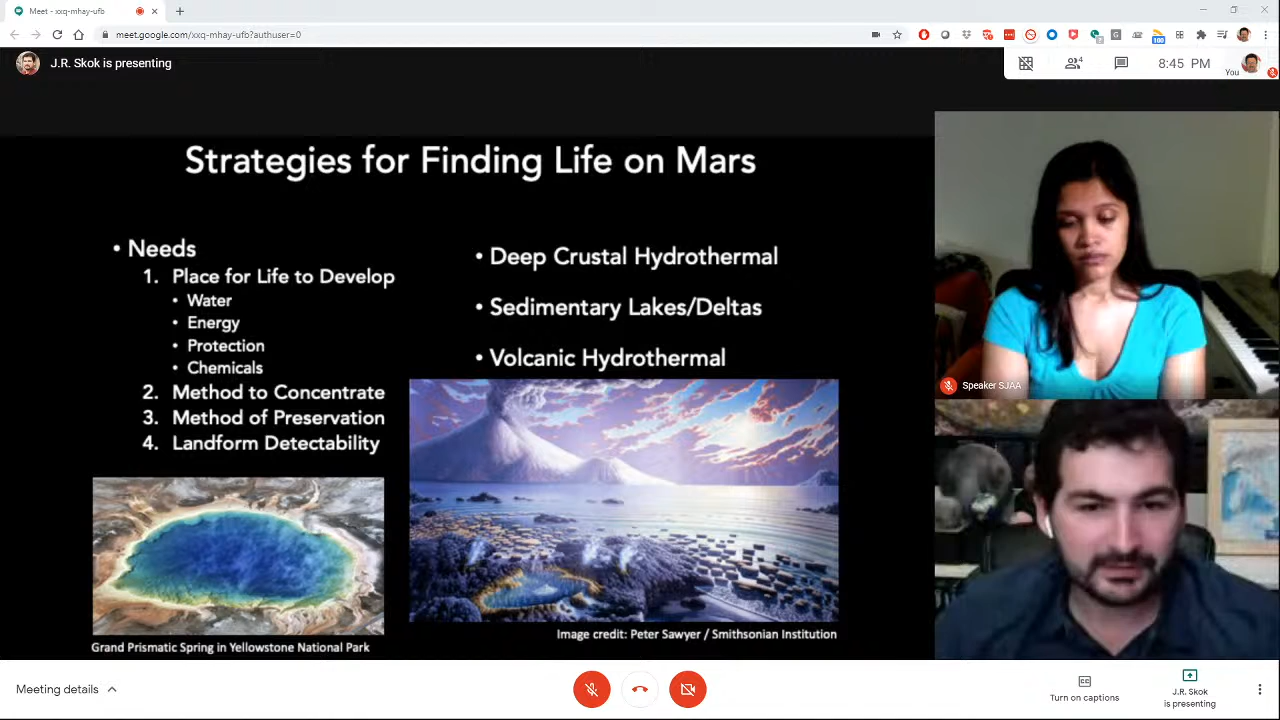 Meet - xxq-mhay-ufb
meet.google.com/xxq-mhay-ufb?authuser=0
100
J.R. Skok is presenting
4
8:45 PM
You
Strategies for Finding Life on Mars
• Needs
1. Place for Life to Develop
• Water
• Energy
• Protection
• Chemicals
2. Method to Concentrate
3. Method of Preservation
4. Landform Detectability
• Deep Crustal Hydrothermal
• Sedimentary Lakes/Deltas
• Volcanic Hydrothermal
Grand Prismatic Spring in Yellowstone National Park
Image credit: Peter Sawyer / Smithsonian Institution
Speaker SJAA
Meeting details
Turn on captions
J.R. Skok
is presenting